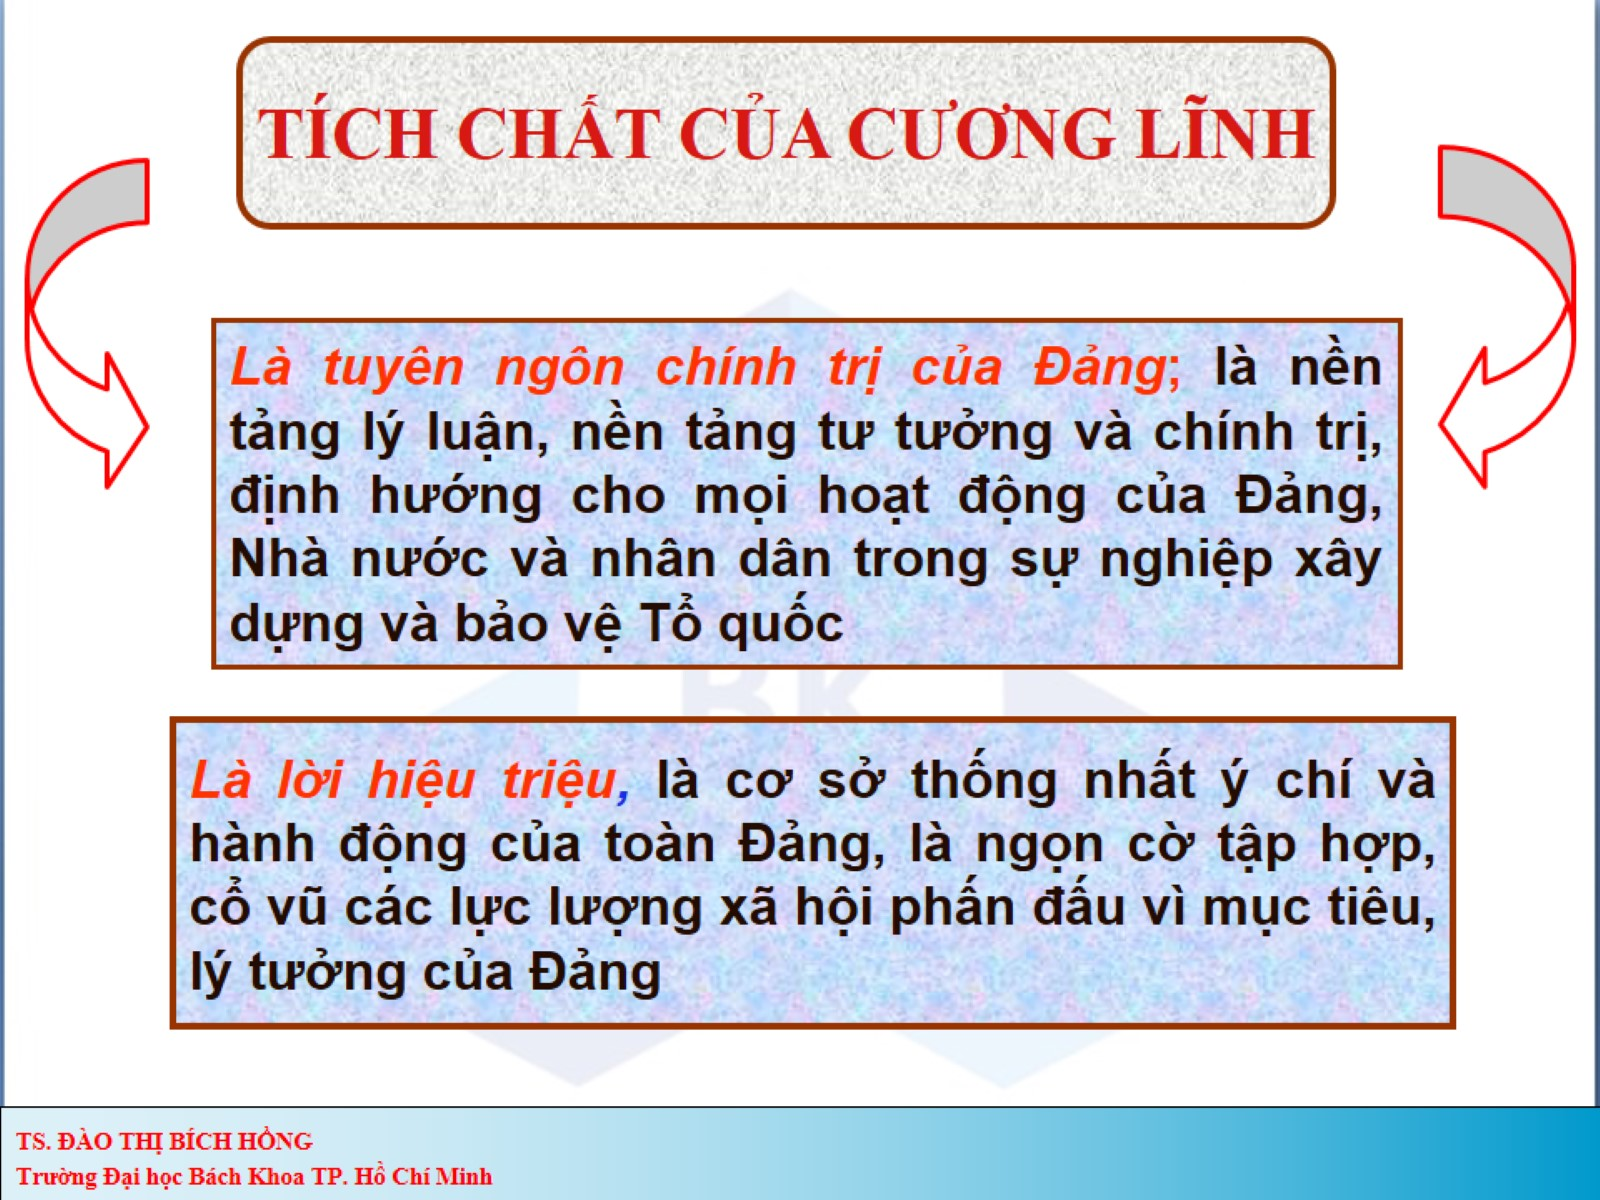 TÍCH CHẤT CỦA CƯƠNG LĨNH
Là tuyên ngôn chính trị của Đảng; là nền
tảng lý luận, nền tảng tư tưởng và chính trị,
định hướng cho mọi hoạt động của Đảng,
Nhà nước và nhân dân trong sự nghiệp xây
dựng và bảo vệ Tổ quốc
BK
Là lời hiệu triệu, là cơ sở thống nhất ý chí và
hành động của toàn Đảng, là ngọn cờ tập hợp,
cổ vũ các lực lượng xã hội phấn đấu vì mục tiêu,
lý tưởng của Đảng
TS. ĐÀO THỊ BÍCH HỒNG
Trường Đại học Bách Khoa TP. Hồ Chí Minh